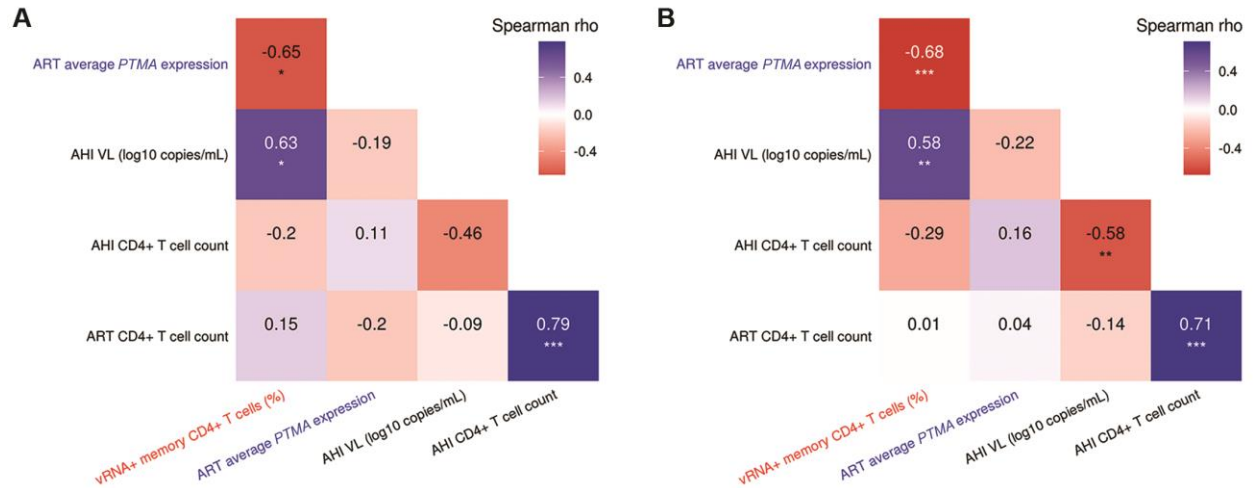 A
Spearman rho
0.4
0.0
-0.4
ART average PTMA expression
-0.65
*
AHI VL (log10 copies/mL)
0.63
*
-0.19
AHI CD4+ T cell count
-0.2
0.11
-0.46
ART CD4+ T cell count
0.15
-0.2
-0.09
0.79
***
vRNA+ memory CD4+ T cells (%)
ART average PTMA expression
AHI VL (log10 copies/mL)
AHI CD4+ T cell count
B
Spearman rho
0.4
0.0
-0.4
ART average PTMA expression
-0.68
***
AHI VL (log10 copies/mL)
0.58
**
-0.22
AHI CD4+ T cell count
-0.29
0.16
-0.58
**
ART CD4+ T cell count
0.01
0.04
-0.14
0.71
***
vRNA+ memory CD4+ T cells (%)
ART average PTMA expression
AHI VL (log10 copies/mL)
AHI CD4+ T cell count